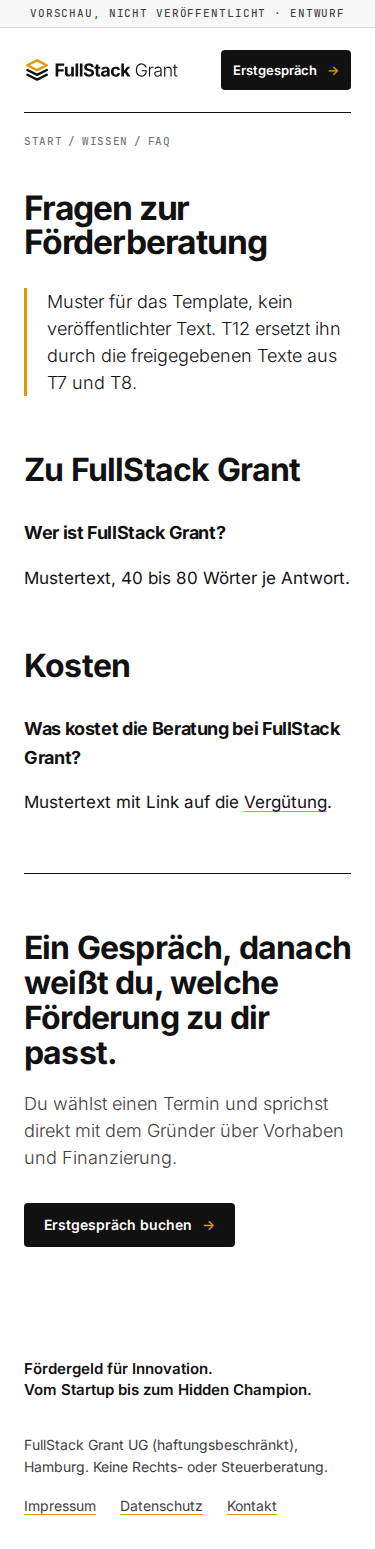 VORSCHAU, NICHT VERÖFFENTLICHT · ENTWURF
FullStack Grant
Erstgespräch →
START / WISSEN / FAQ
Fragen zur
Förderberatung
Muster für das Template, kein
veröffentlichter Text. T12 ersetzt ihn
durch die freigegebenen Texte aus
T7 und T8.
Zu FullStack Grant
Wer ist FullStack Grant?
Mustertext, 40 bis 80 Wörter je Antwort.
Kosten
Was kostet die Beratung bei FullStack
Grant?
Mustertext mit Link auf die Vergütung.
Ein Gespräch, danach
weißt du, welche
Förderung zu dir
passt.
Du wählst einen Termin und sprichst
direkt mit dem Gründer über Vorhaben
und Finanzierung.
Erstgespräch buchen →
Fördergeld für Innovation.
Vom Startup bis zum Hidden Champion.
FullStack Grant UG (haftungsbeschränkt),
Hamburg. Keine Rechts- oder Steuerberatung.
Impressum Datenschutz Kontakt